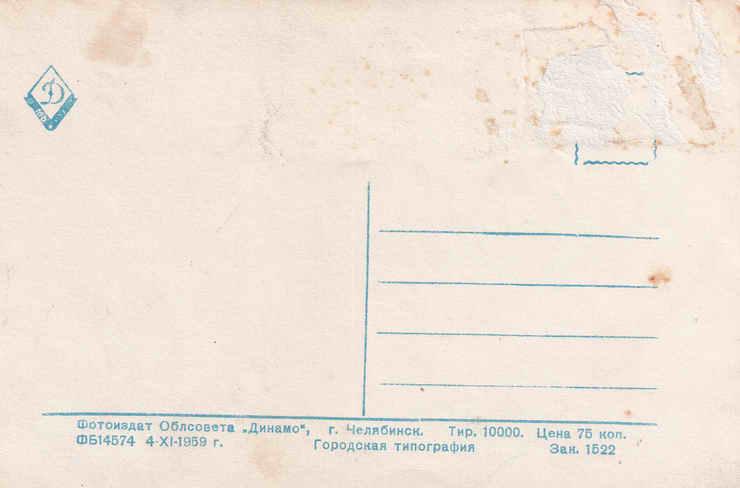 Д
Фотоиздат Облсовета „Динамо“, г. Челябинск. Тир. 10000. Цена 75 коп.
ФБ14574 4-XI-1959 г. Городская типография Зак. 1522